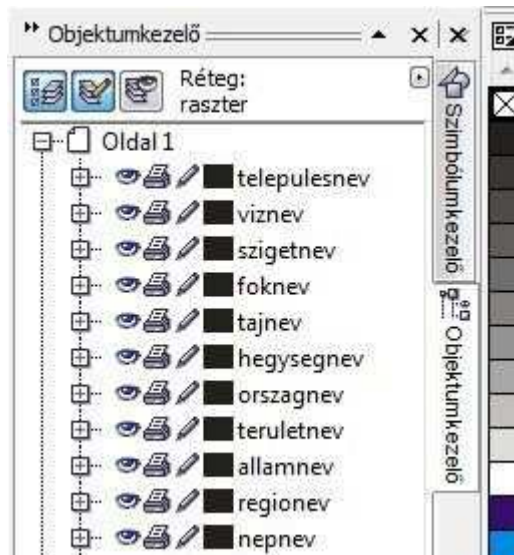 Objektumkezelő
Réteg:
raszter
Oldal 1
telepulesnev
viznev
szigetnev
foknev
tajnev
hegysegnev
orszagnev
teruletnev
allamnev
regionev
nepnev
Szimbólumkezelő
Objektumkezelő